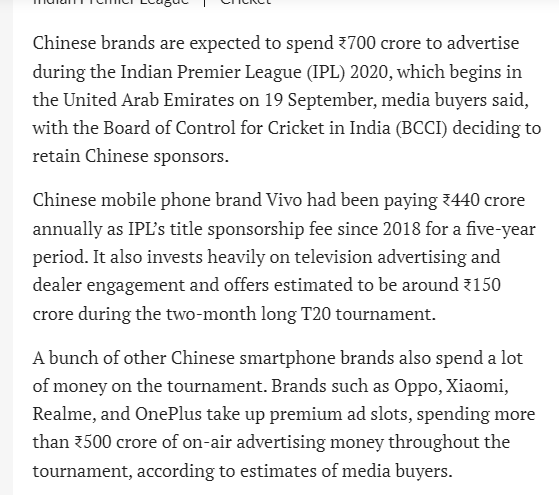 Indian Premier League | Cricket
Chinese brands are expected to spend ₹700 crore to advertise
during the Indian Premier League (IPL) 2020, which begins in
the United Arab Emirates on 19 September, media buyers said,
with the Board of Control for Cricket in India (BCCI) deciding to
retain Chinese sponsors.
Chinese mobile phone brand Vivo had been paying ₹440 crore
annually as IPL’s title sponsorship fee since 2018 for a five-year
period. It also invests heavily on television advertising and
dealer engagement and offers estimated to be around ₹150
crore during the two-month long T20 tournament.
A bunch of other Chinese smartphone brands also spend a lot
of money on the tournament. Brands such as Oppo, Xiaomi,
Realme, and OnePlus take up premium ad slots, spending more
than ₹500 crore of on-air advertising money throughout the
tournament, according to estimates of media buyers.